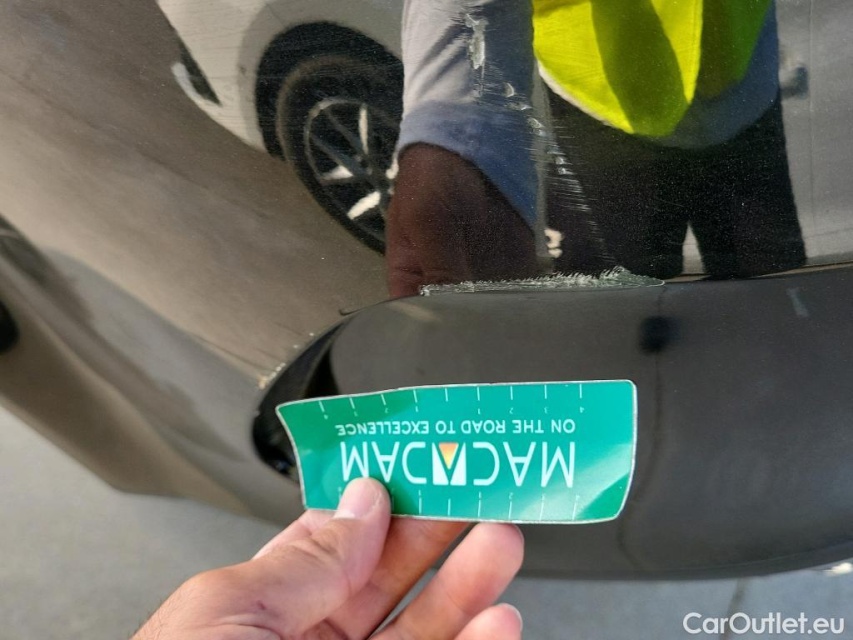 ON THE ROAD TO EXCELLENCE
MACADAM
CarOutlet.eu